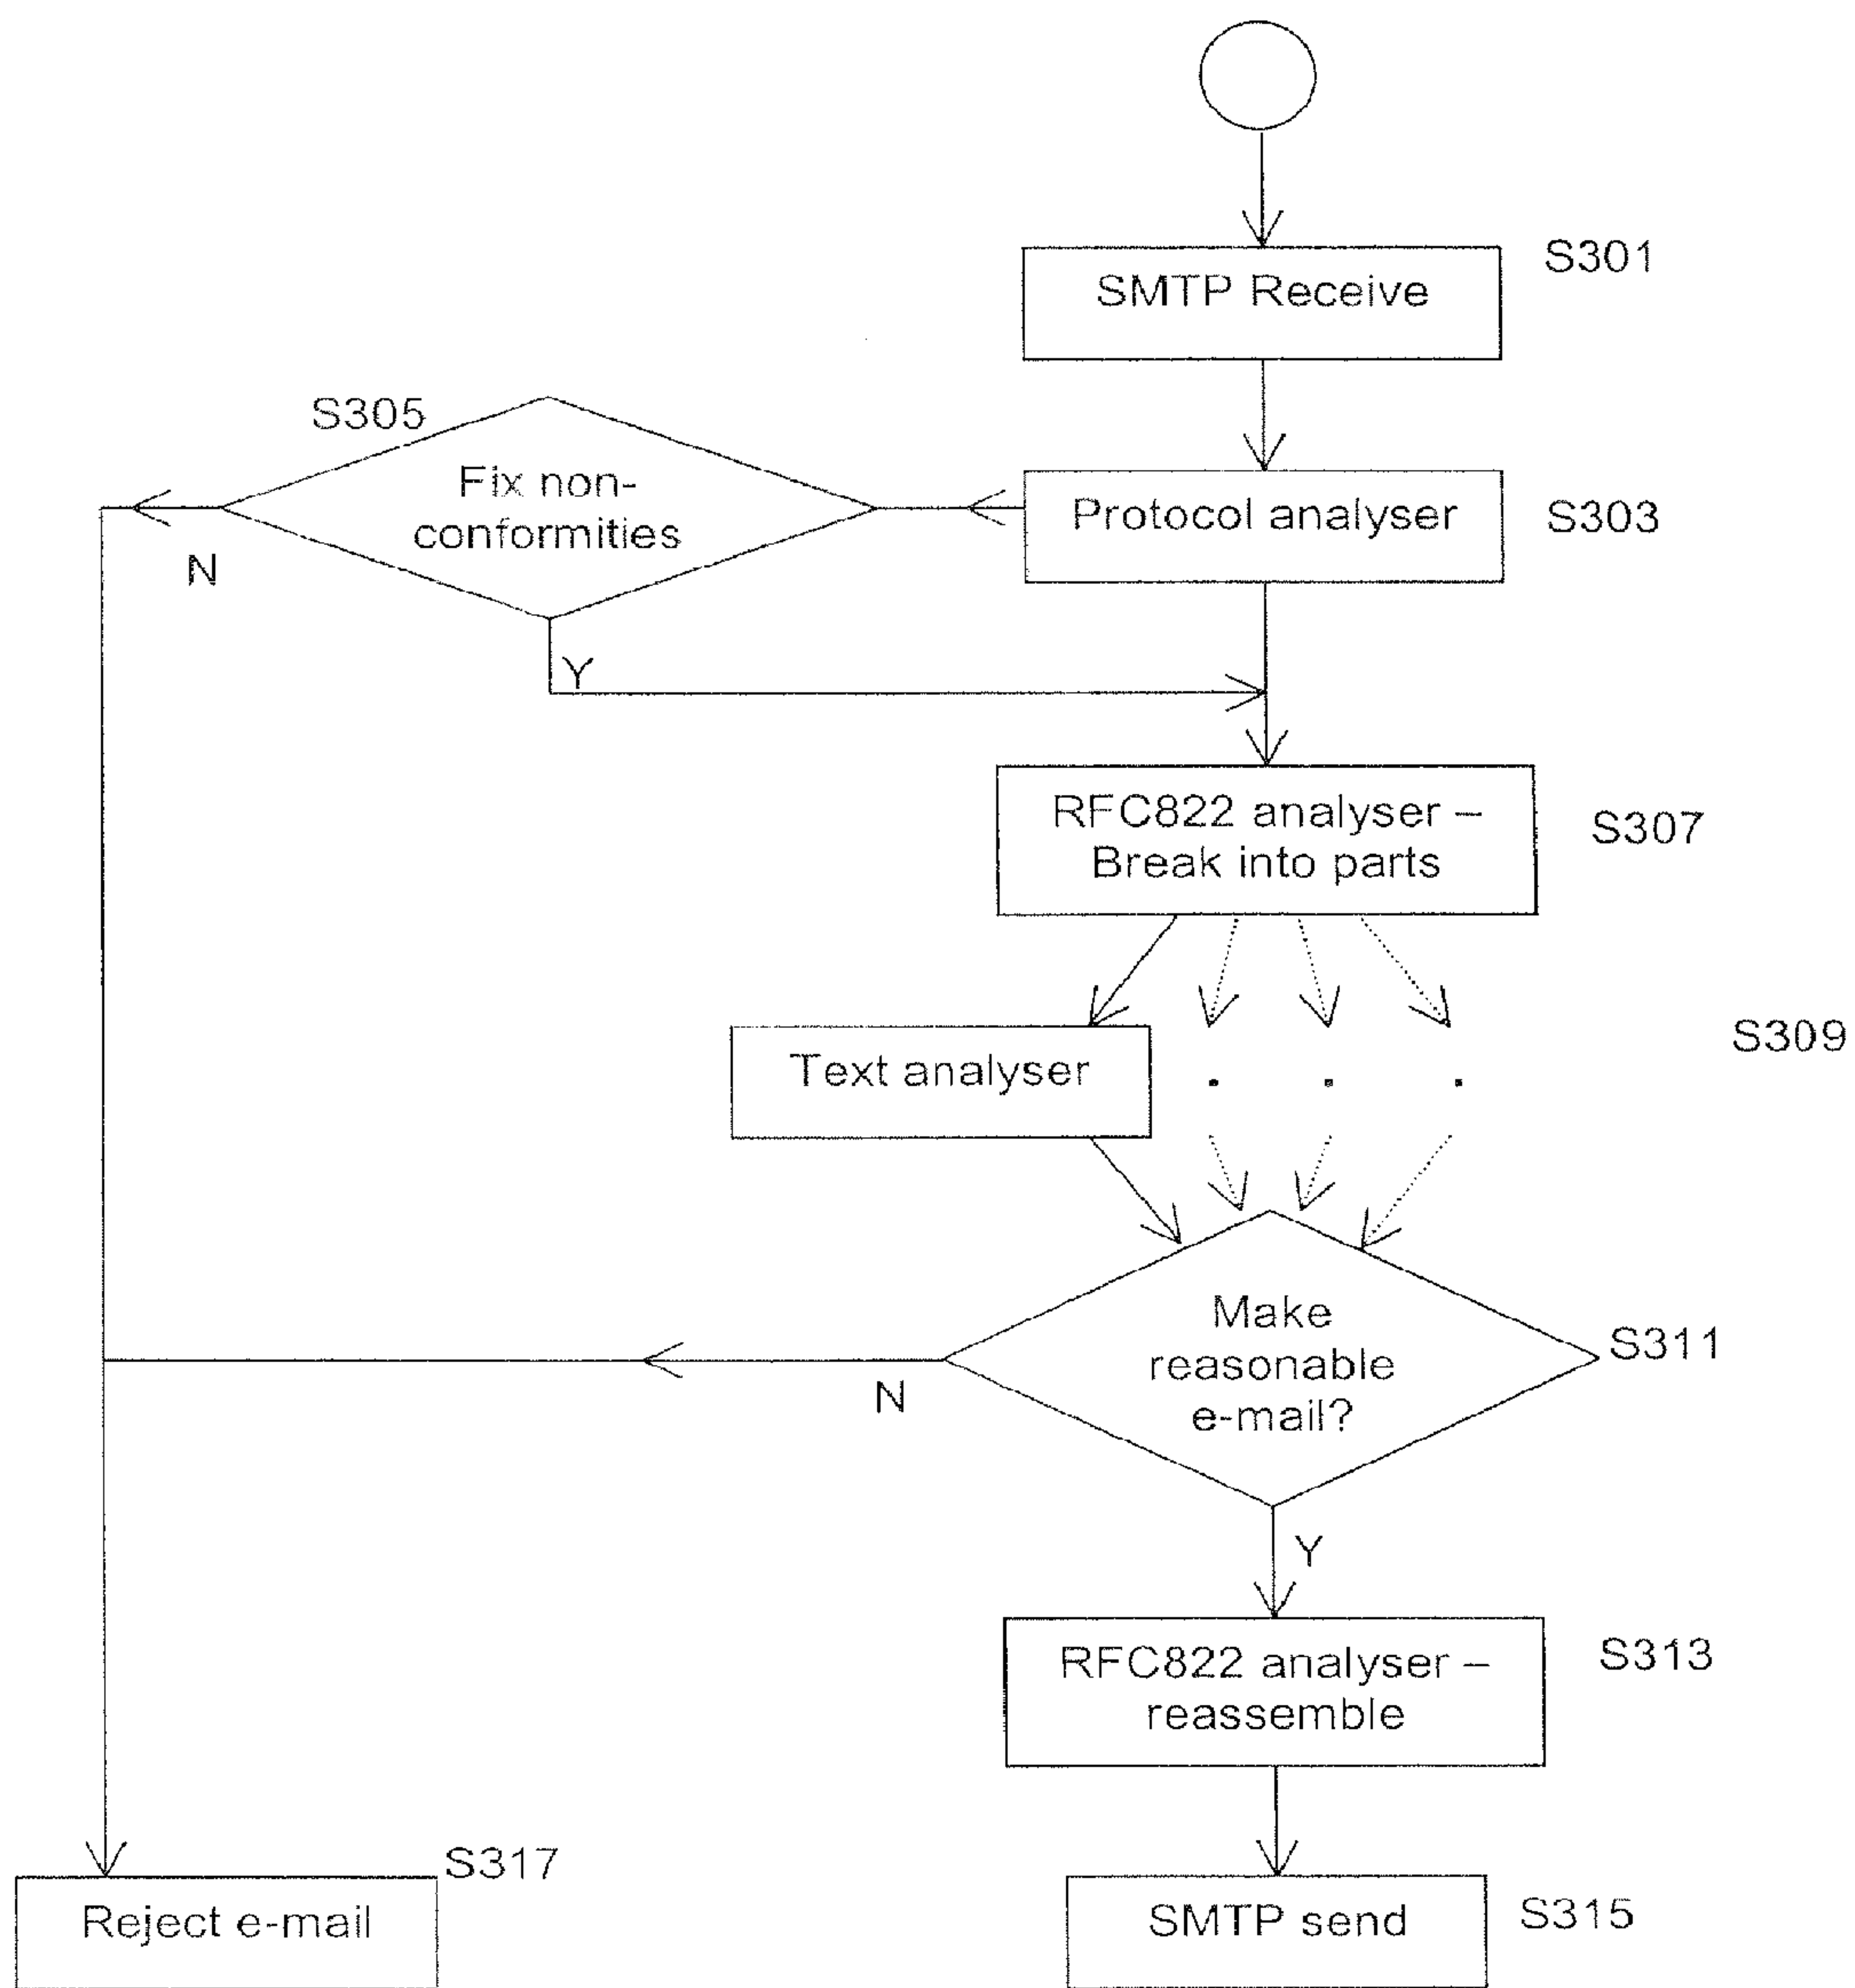 SMTP Receive
S301
S305
Fix non-
conformities
N
Y
Protocol analyser
S303
RFC822 analyser –
Break into parts
S307
Text analyser
. . .
S309
Make
reasonable
e-mail?
S311
N
Y
RFC822 analyser –
reassemble
S313
Reject e-mail
S317
SMTP send
S315